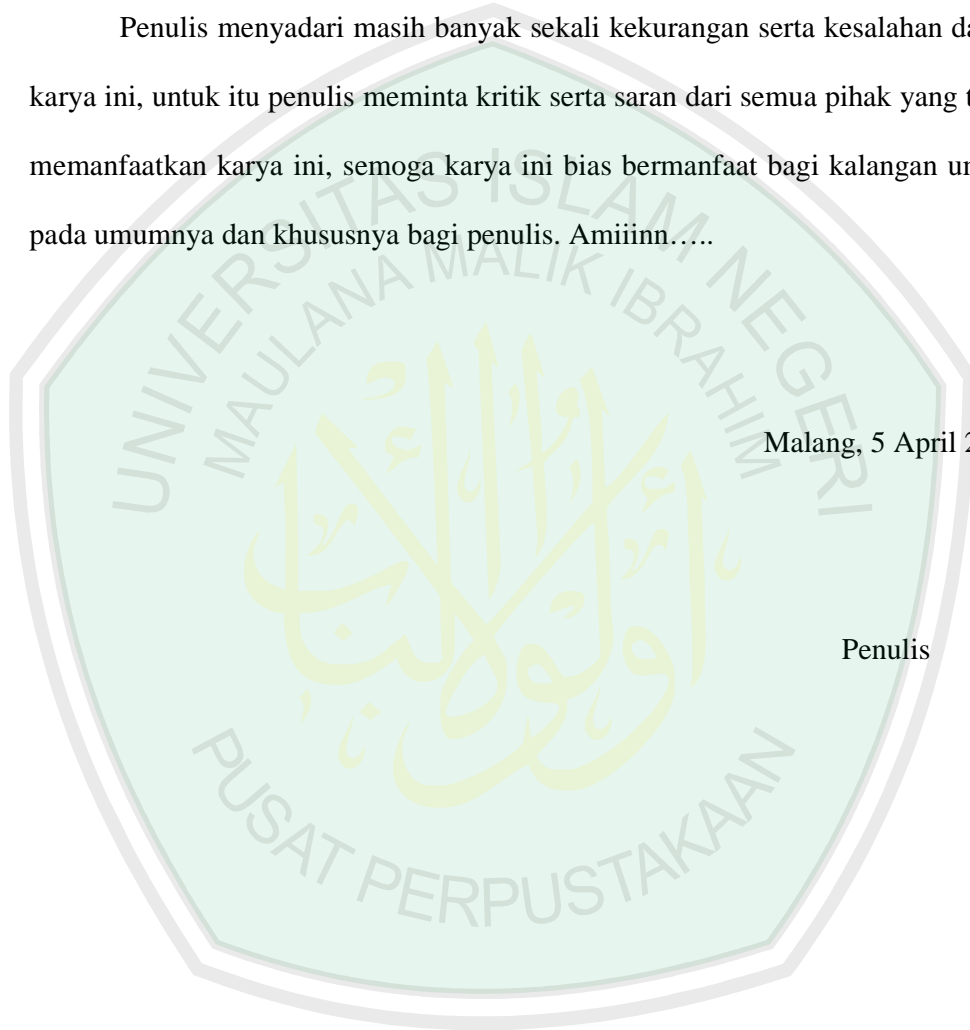 Penulis menyadari masih banyak sekali kekurangan serta kesalahan
karya ini, untuk itu penulis meminta kritik serta saran dari semua pihak yang
memanfaatkan karya ini, semoga karya ini bias bermanfaat bagi kalangan
pada umumnya dan khususnya bagi penulis. Amiiinn…..
Malang, 5 April
Penulis
UNIVERSITAS ISLAM NEGERI
MAULANA MALIK IBRAHIM
PUSAT PERPUSTAKAAN